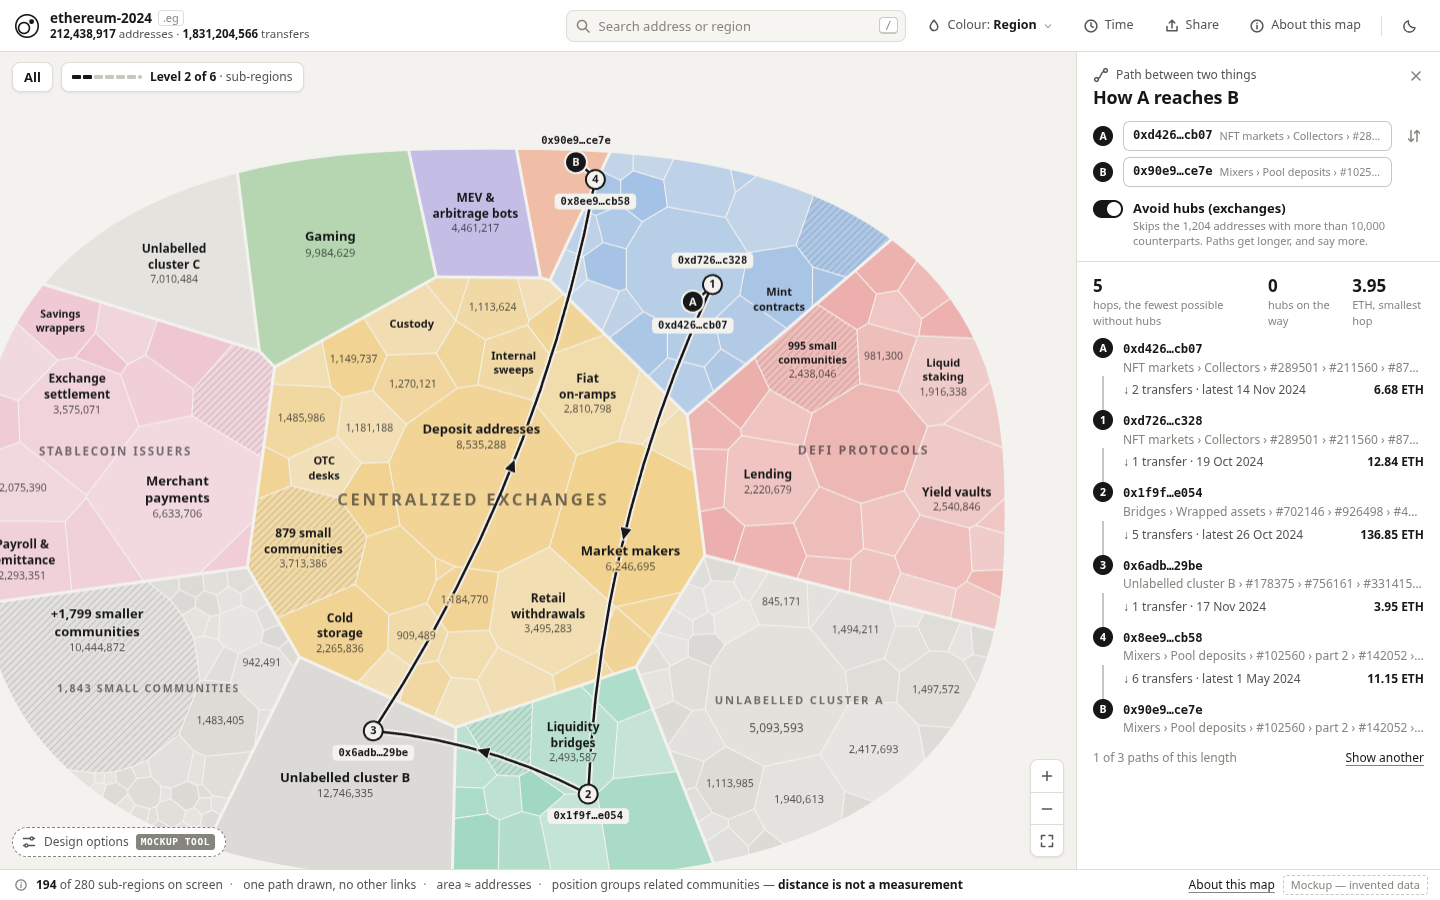 ethereum-2024 .eg
212,438,917 addresses · 1,831,204,566 transfers
Search address or region /
Colour: Region
Time
Share
About this map
All
Level 2 of 6 · sub-regions
0x90e9…ce7e
B
4
0x8ee9…cb58
MEV &
arbitrage bots
4,461,217
Gaming
9,984,629
Unlabelled
cluster C
7,010,484
0xd726…c328
1
A
0xd426…cb07
Mint
contracts
Savings
wrappers
Custody
1,113,624
1,149,737
Internal
sweeps
1,270,121
Fiat
on-ramps
2,810,798
995 small
communities
2,438,046
981,300
Liquid
staking
1,916,338
Exchange
settlement
3,575,071
1,485,986
1,181,188
Deposit addresses
8,535,288
STABLECOIN ISSUERS
DEFI PROTOCOLS
OTC
desks
Lending
2,220,679
Yield vaults
2,540,846
2,075,390
Merchant
payments
6,633,706
CENTRALIZED EXCHANGES
879 small
communities
3,713,386
Market makers
6,246,695
Payroll &
emittance
2,293,351
1,184,770
Retail
withdrawals
3,495,283
845,171
1,494,211
+1,799 smaller
communities
10,444,872
Cold
storage
2,265,836
909,489
942,491
1,843 SMALL COMMUNITIES
1,483,405
UNLABELLED CLUSTER A
5,093,593
1,497,572
2,417,693
1,113,985
1,940,613
3
0x6adb…29be
Liquidity
bridges
2,493,587
Unlabelled cluster B
12,746,335
2
0x1f9f…e054
Design options MOCKUP TOOL
Path between two things
How A reaches B
A 0xd426…cb07 NFT markets › Collectors › #28…
B 0x90e9…ce7e Mixers › Pool deposits › #1025…
Avoid hubs (exchanges)
Skips the 1,204 addresses with more than 10,000
counterparts. Paths get longer, and say more.
5
hops, the fewest possible
without hubs
0
hubs on the
way
3.95
ETH, smallest
hop
A 0xd426…cb07
NFT markets › Collectors › #289501 › #211560 › #87…
↓ 2 transfers · latest 14 Nov 2024 6.68 ETH
1 0xd726…c328
NFT markets › Collectors › #289501 › #211560 › #87…
↓ 1 transfer · 19 Oct 2024 12.84 ETH
2 0x1f9f…e054
Bridges › Wrapped assets › #702146 › #926498 › #4…
↓ 5 transfers · latest 26 Oct 2024 136.85 ETH
3 0x6adb…29be
Unlabelled cluster B › #178375 › #756161 › #331415…
↓ 1 transfer · 17 Nov 2024 3.95 ETH
4 0x8ee9…cb58
Mixers › Pool deposits › #102560 › part 2 › #142052 ›…
↓ 6 transfers · latest 1 May 2024 11.15 ETH
B 0x90e9…ce7e
Mixers › Pool deposits › #102560 › part 2 › #142052 ›…
1 of 3 paths of this length Show another
194 of 280 sub-regions on screen · one path drawn, no other links · area ≈ addresses · position groups related communities — distance is not a measurement
About this map Mockup — invented data